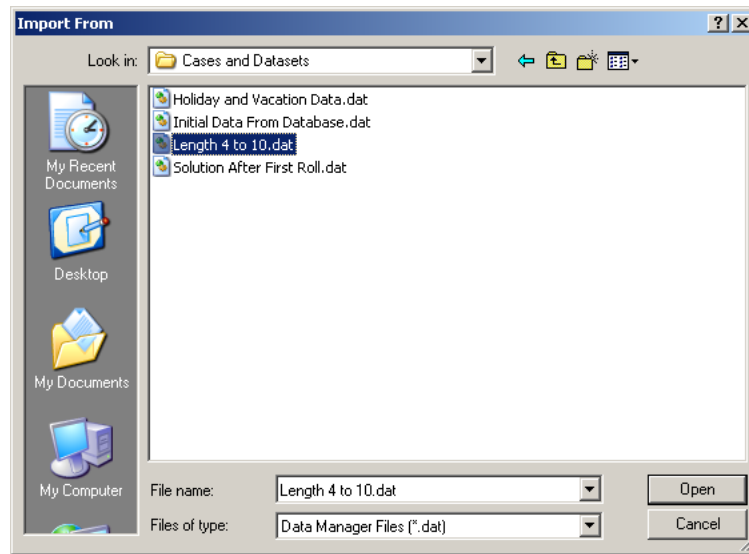 Import From
Look in: Cases and Datasets
Holiday and Vacation Data.dat
Initial Data From Database.dat
Length 4 to 10.dat
Solution After First Roll.dat
My Recent
Documents
Desktop
My Documents
My Computer
File name: Length 4 to 10.dat Open
Files of type: Data Manager Files (*.dat) Cancel